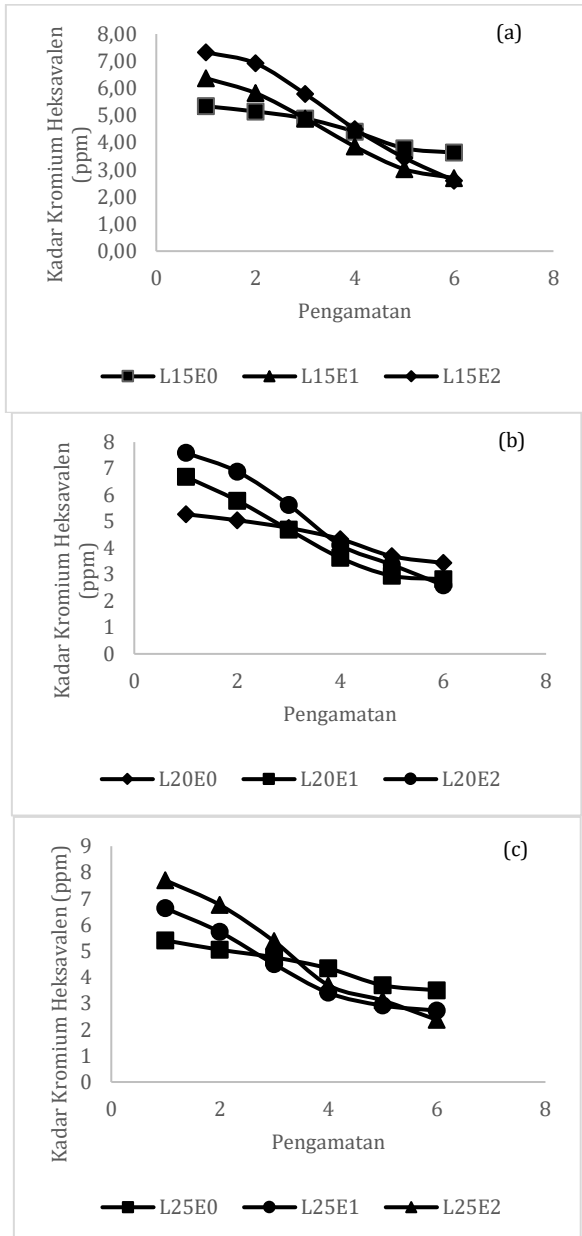 (a)
Kadar Kromium Heksavalen
(ppm)
8,00
7,00
6,00
5,00
4,00
3,00
2,00
1,00
0,00
0 2 4 6 8
Pengamatan
L15E0 L15E1 L15E2
(b)
Kadar Kromium Heksavalen
(ppm)
8
7
6
5
4
3
2
1
0
0 2 4 6 8
Pengamatan
L20E0 L20E1 L20E2
(c)
Kadar Kromium Heksavalen (ppm)
9
8
7
6
5
4
3
2
1
0
0 2 4 6 8
Pengamatan
L25E0 L25E1 L25E2